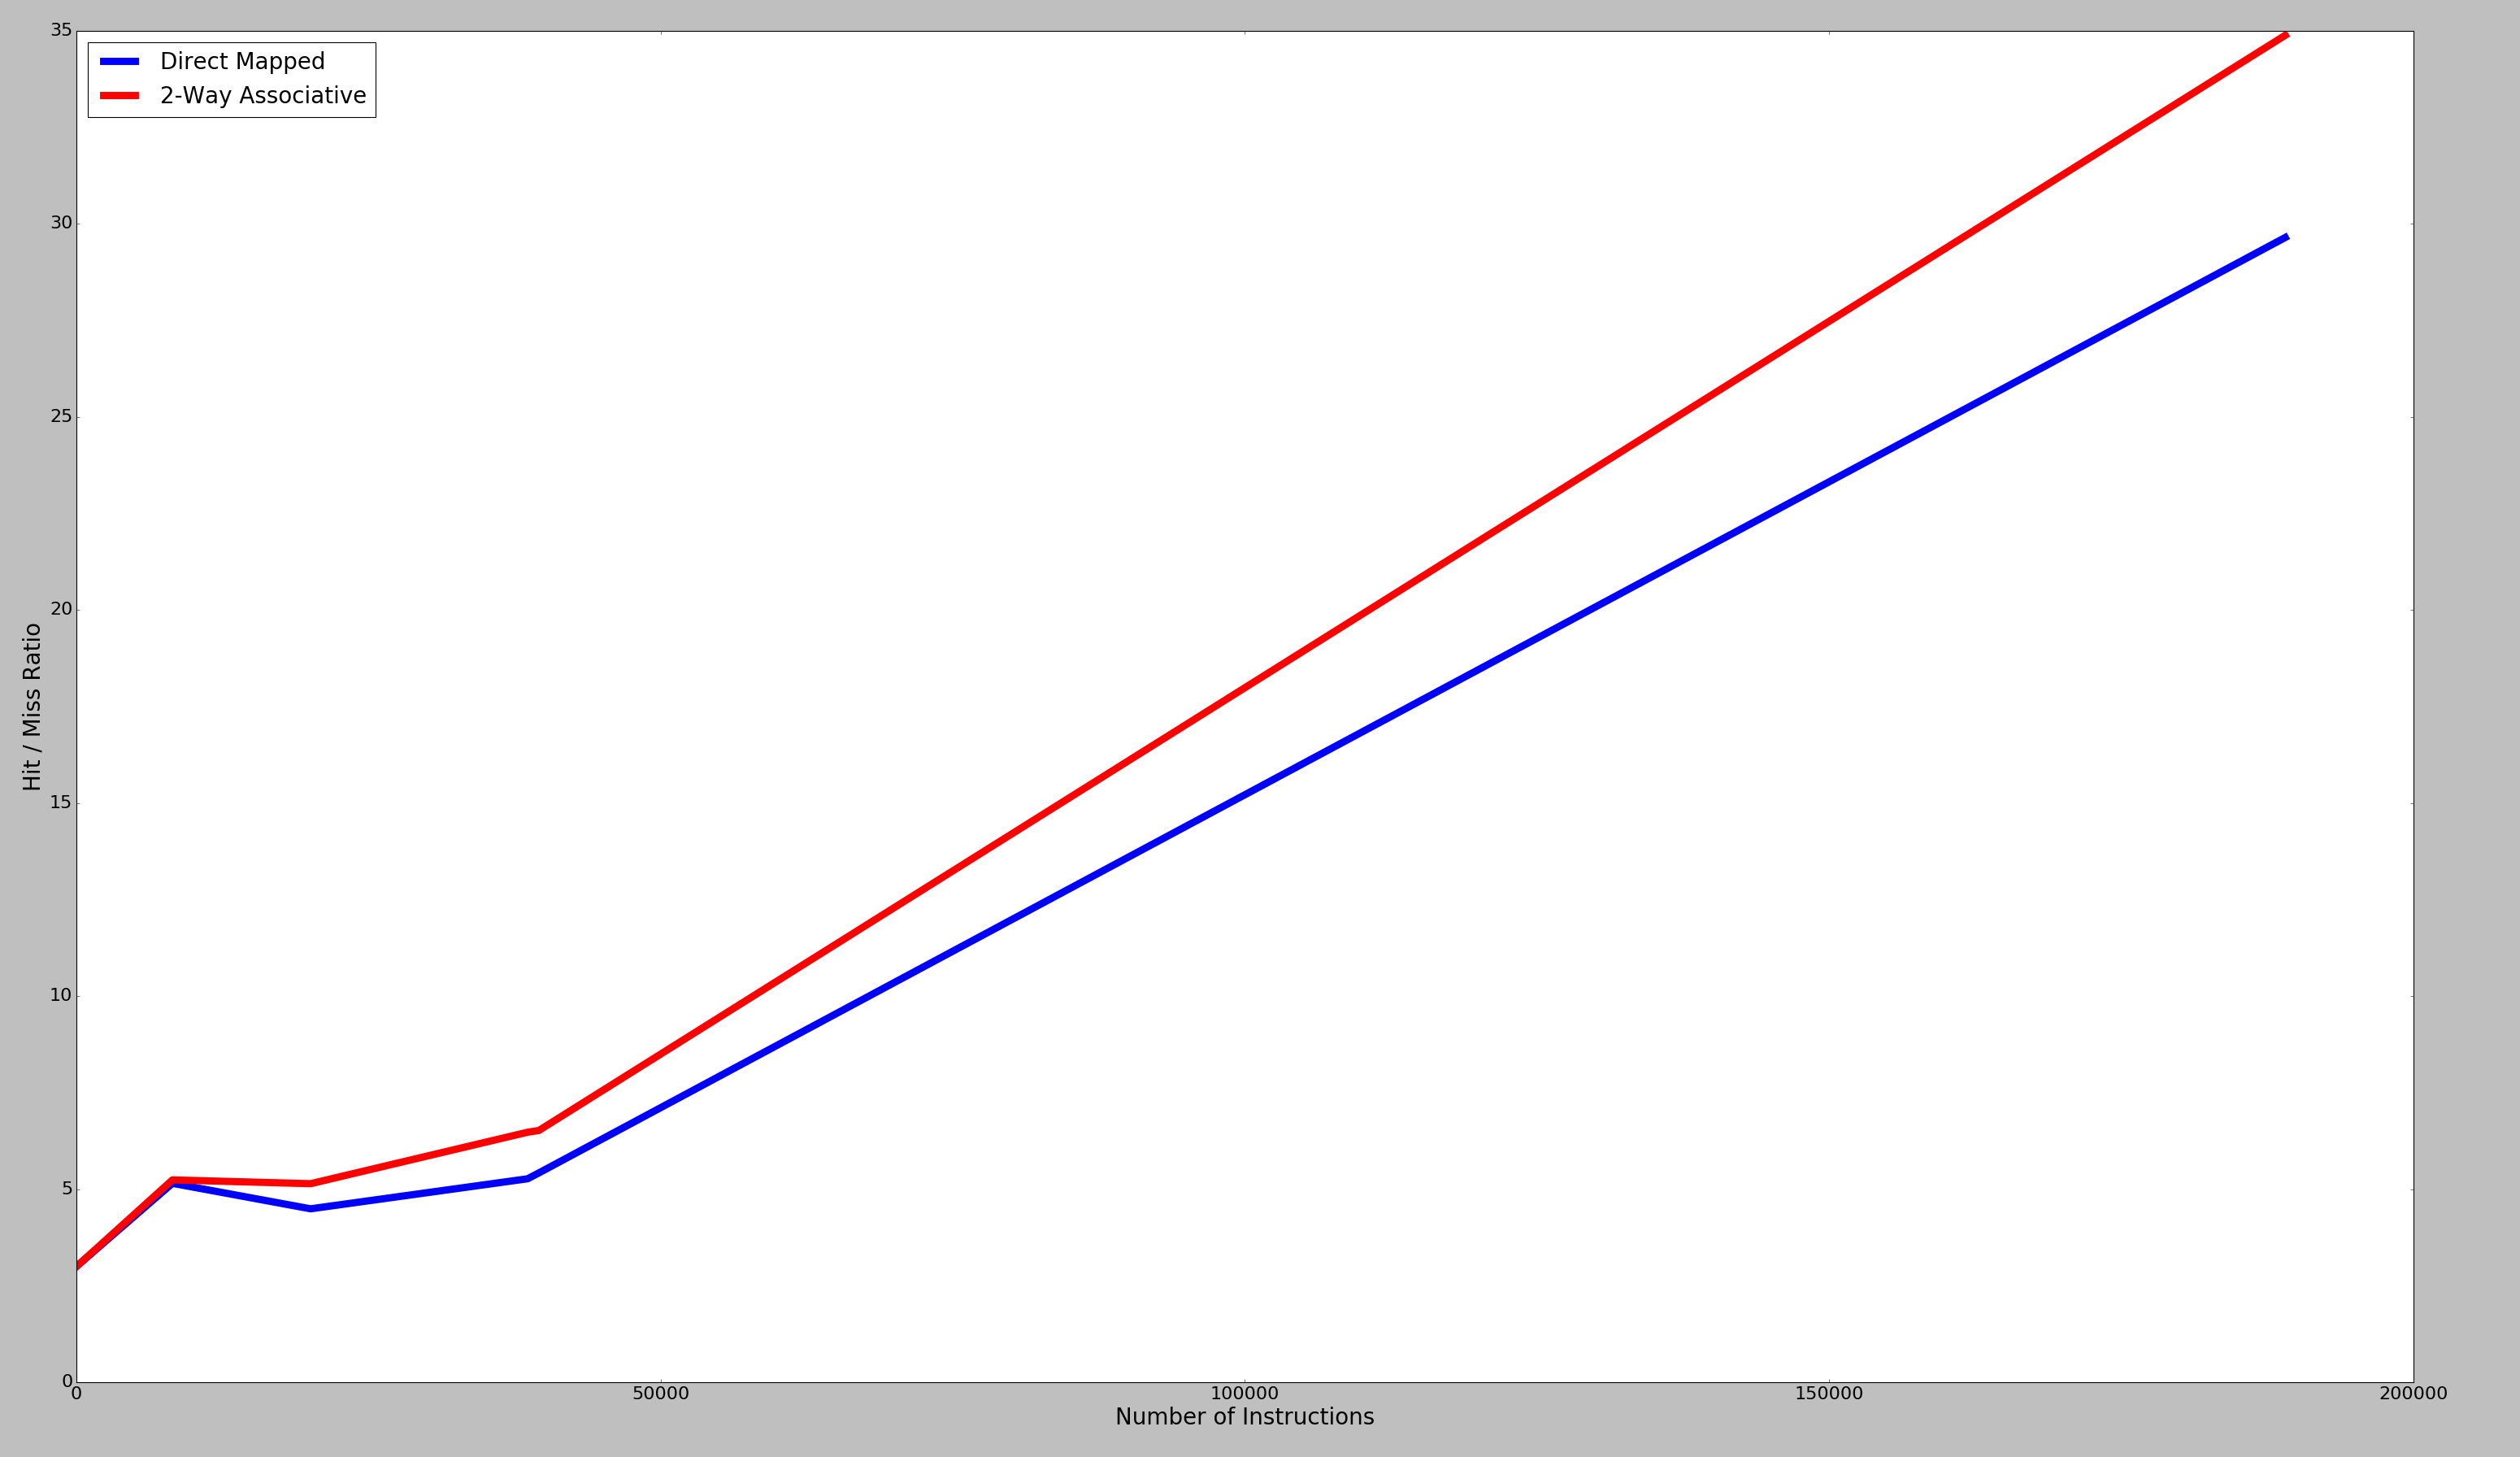 35
Direct Mapped
2-Way Associative
30
25
20
15
10
5
0
Hit / Miss Ratio
0 50000 100000 150000 200000
Number of Instructions